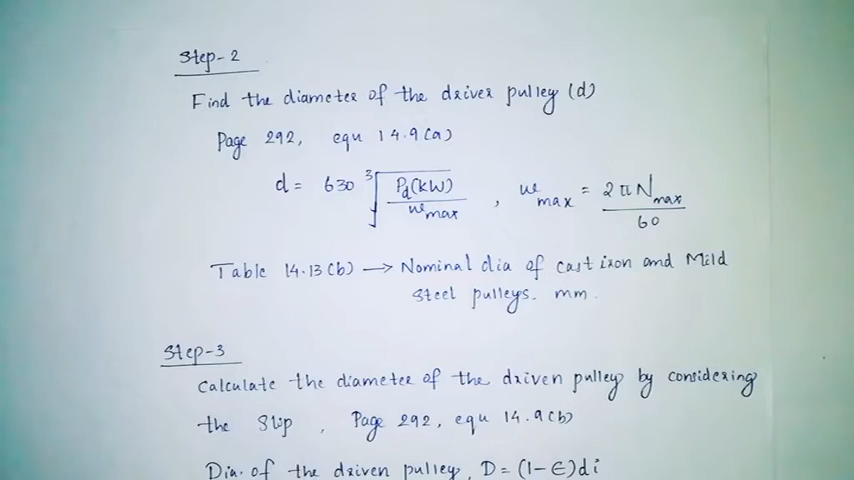 Step-2
Find the diameter of the driver pulley (d)
Page 292, equ 14.9(a)
d = 630 ∛(Pd(kW)/wmax) , wmax = 2πNmax/60
Table 14.13(b) → Nominal dia of cast iron and Mild
steel pulleys. mm.
Step-3
Calculate the diameter of the driven pulley by considering
the slip , Page 292, equ 14.9(b)
Dia. of the driven pulley, D = (1-∈)di